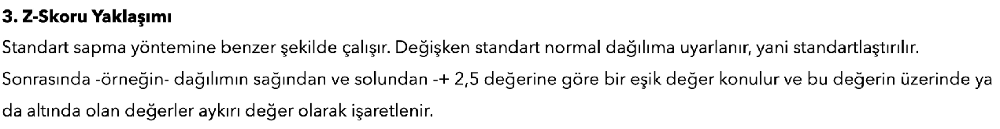 3. Z-Skoru Yaklaşımı
Standart sapma yöntemine benzer şekilde çalışır. Değişken standart normal dağılıma uyarlanır, yani standartlaştırılır.
Sonrasında -örneğin- dağılımın sağından ve solundan -+ 2,5 değerine göre bir eşik değer konulur ve bu değerin üzerinde ya
da altında olan değerler aykırı değer olarak işaretlenir.